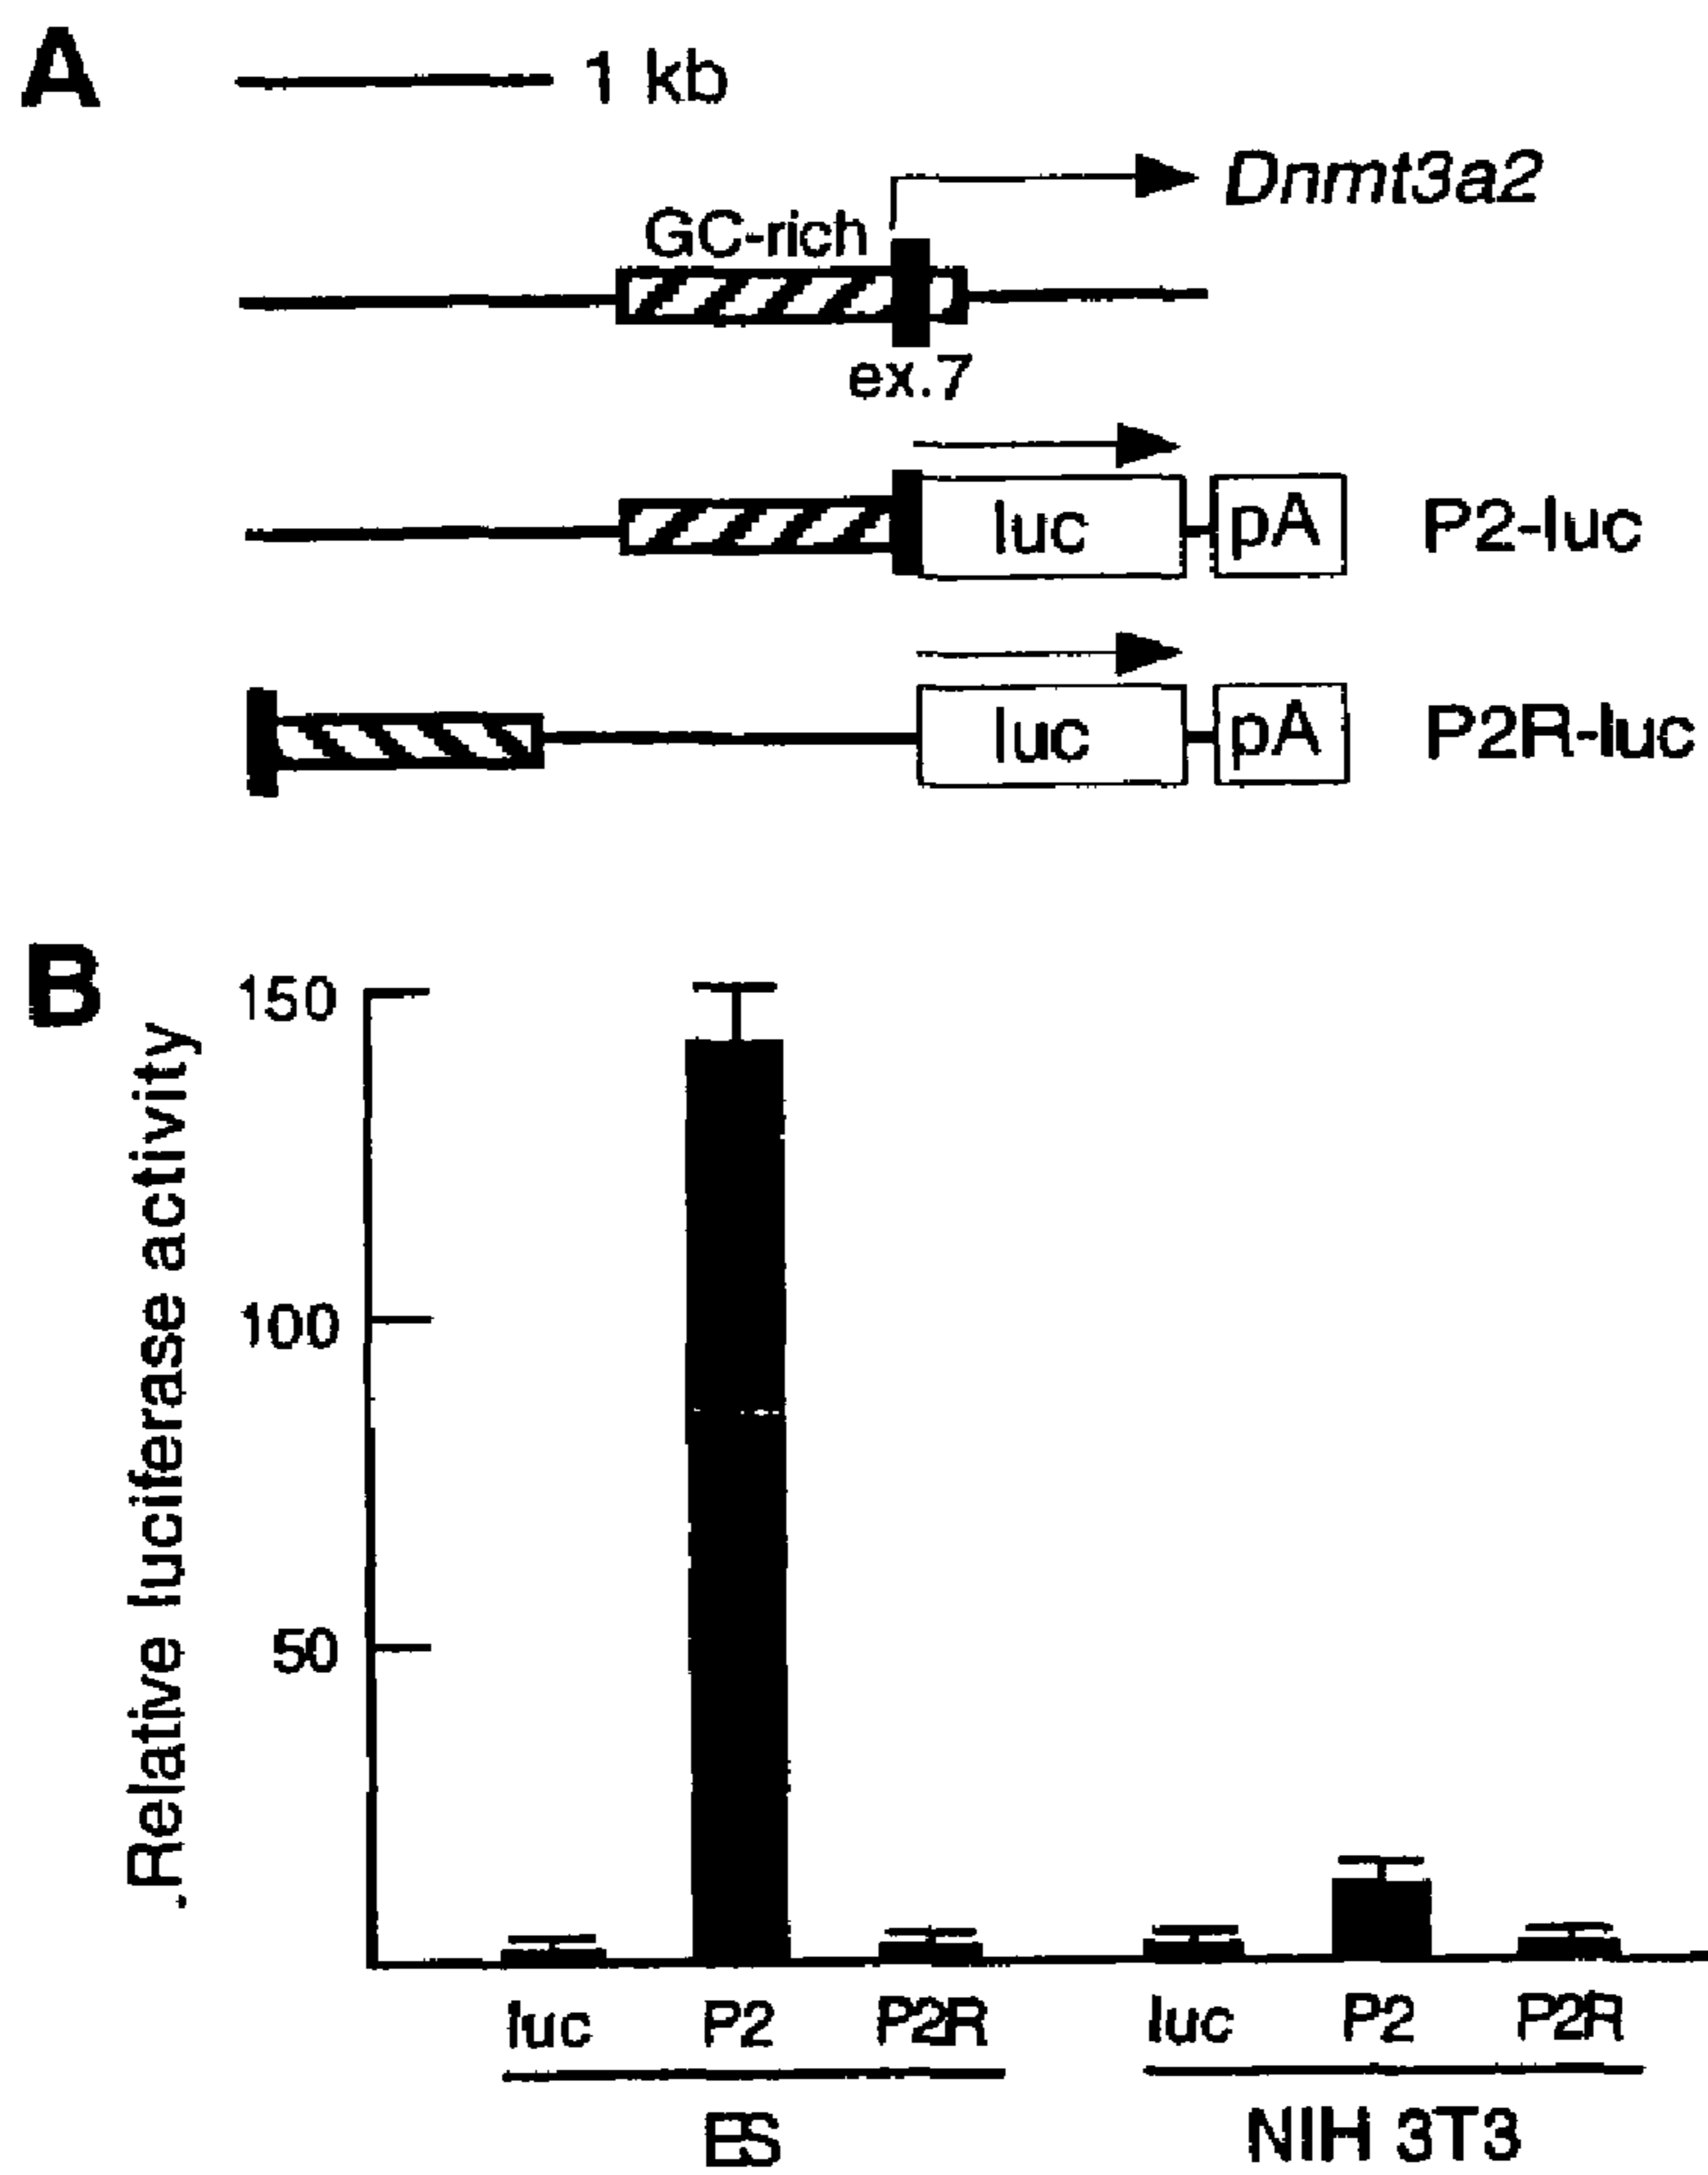 A
1 kb
Dnmt3a2
GC-rich
ex.7
luc pA P2-luc
luc pA P2R-luc
B
Relative luciferase activity
150
100
50
luc P2 P2R luc P2 P2R
ES NIH 3T3